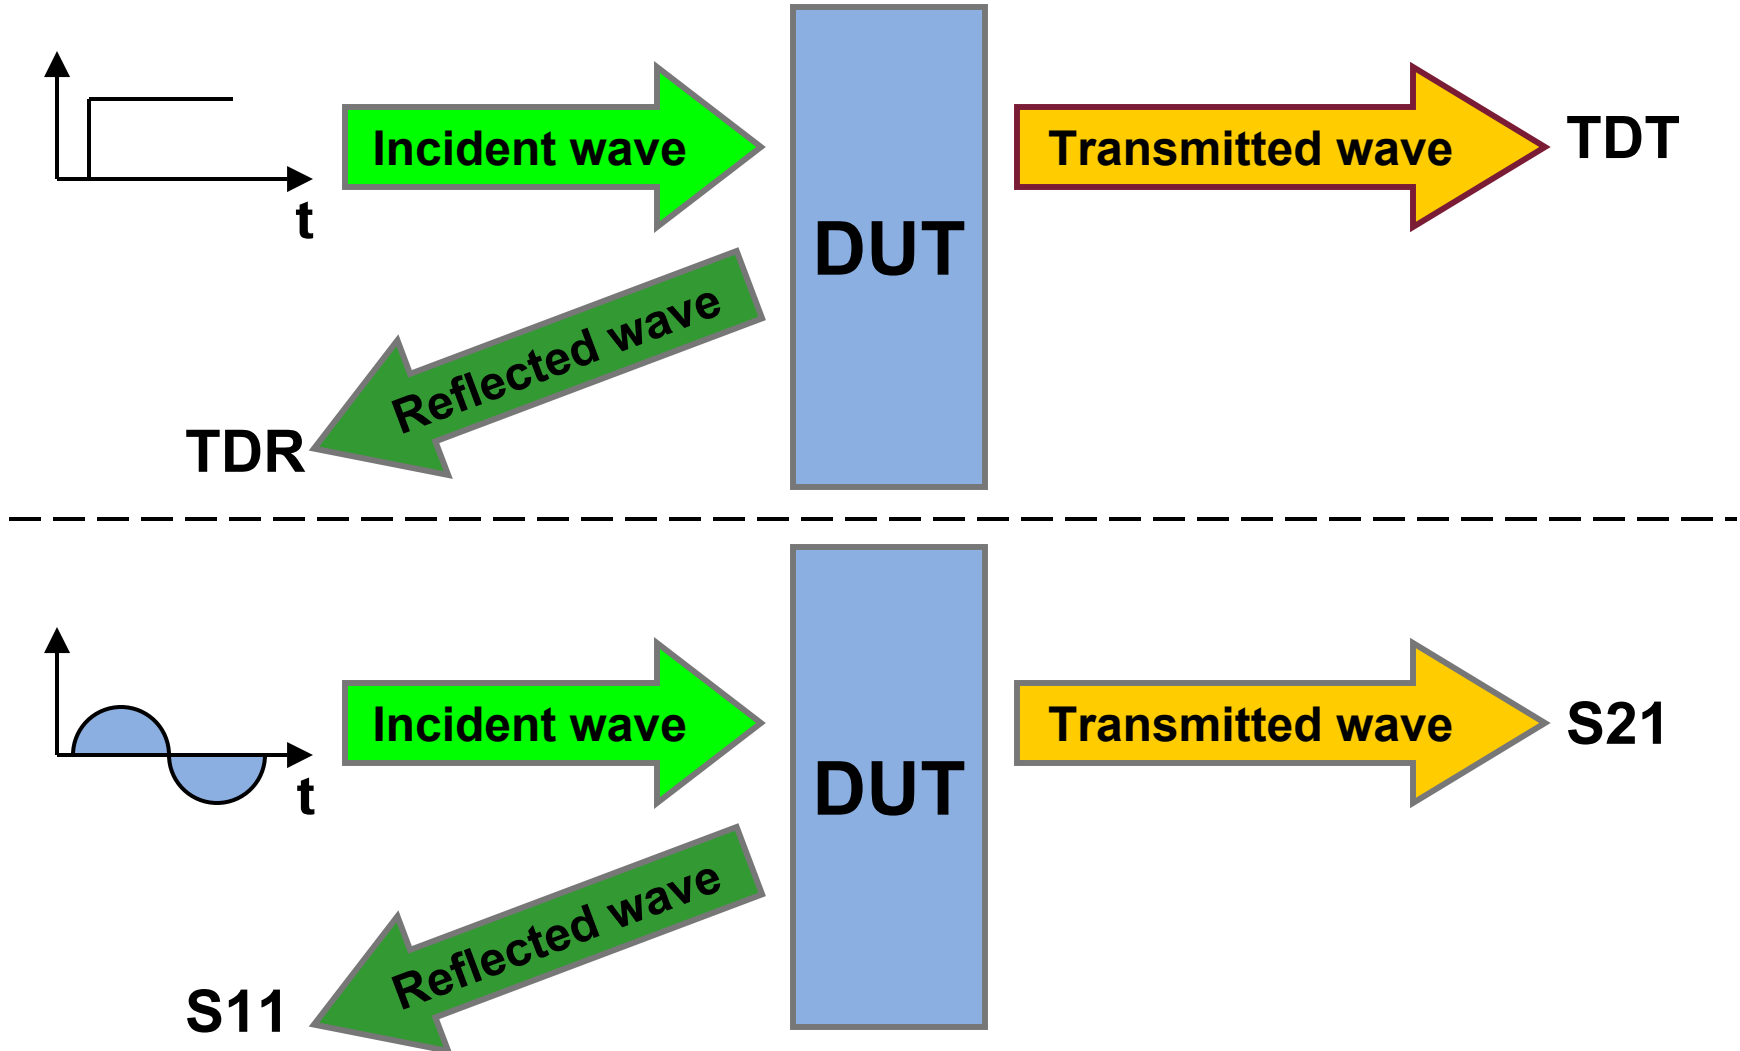 t
Incident wave
DUT
Transmitted wave
TDT
Reflected wave
TDR
t
Incident wave
DUT
Transmitted wave
S21
Reflected wave
S11